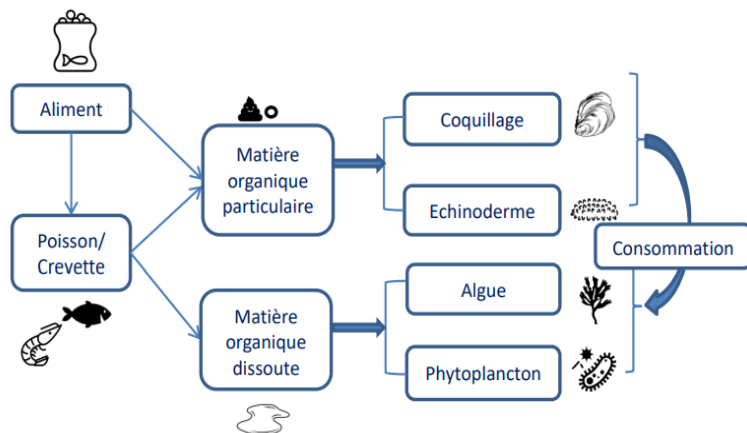 Aliment
Poisson/
Crevette
Matière
organique
particulaire
Matière
organique
dissoute
Coquillage
Echinoderme
Algue
Phytoplancton
Consommation